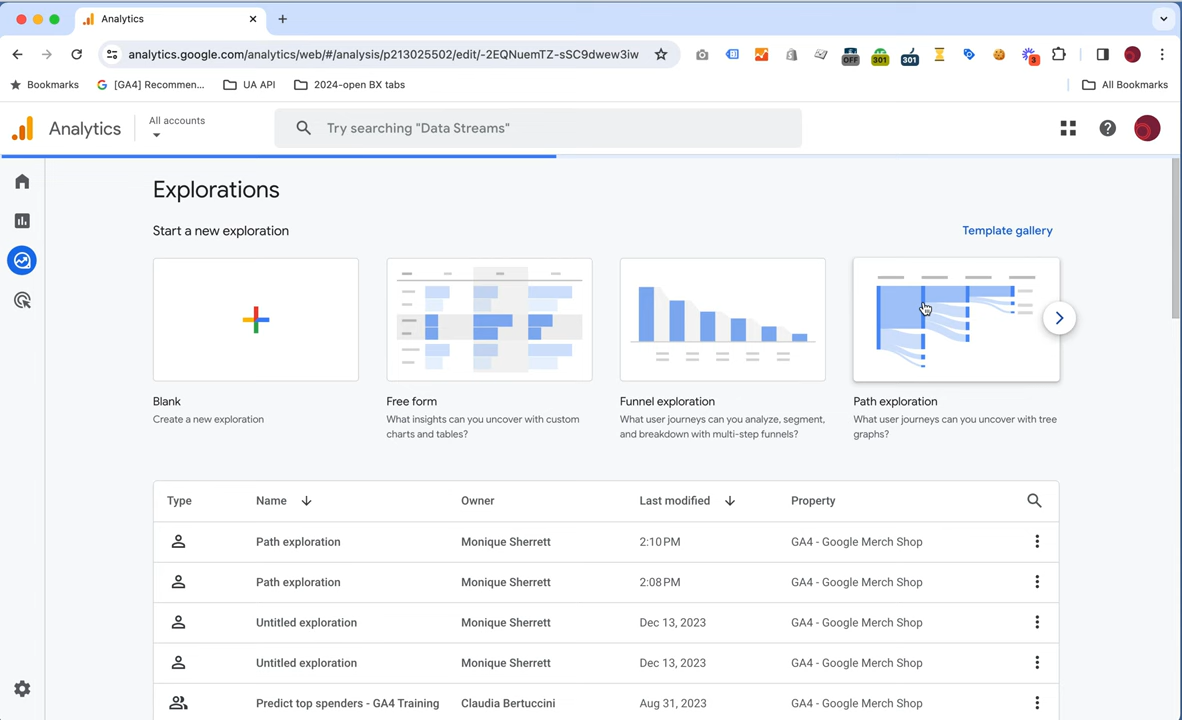 Analytics
analytics.google.com/analytics/web/#/analysis/p213025502/edit/-2EQNuemTZ-sSC9dwew3iw
OFF
301
301
3
Bookmarks
[GA4] Recommen...
UA API
2024-open BX tabs
All Bookmarks
Analytics
All accounts
Try searching "Data Streams"
Explorations
Start a new exploration
Template gallery
Blank
Create a new exploration
Free form
What insights can you uncover with custom
charts and tables?
Funnel exploration
What user journeys can you analyze, segment,
and breakdown with multi-step funnels?
Path exploration
What user journeys can you uncover with tree
graphs?
Type Name Owner Last modified Property
Path exploration Monique Sherrett 2:10 PM GA4 - Google Merch Shop
Path exploration Monique Sherrett 2:08 PM GA4 - Google Merch Shop
Untitled exploration Monique Sherrett Dec 13, 2023 GA4 - Google Merch Shop
Untitled exploration Monique Sherrett Dec 13, 2023 GA4 - Google Merch Shop
Predict top spenders - GA4 Training Claudia Bertuccini Aug 31, 2023 GA4 - Google Merch Shop